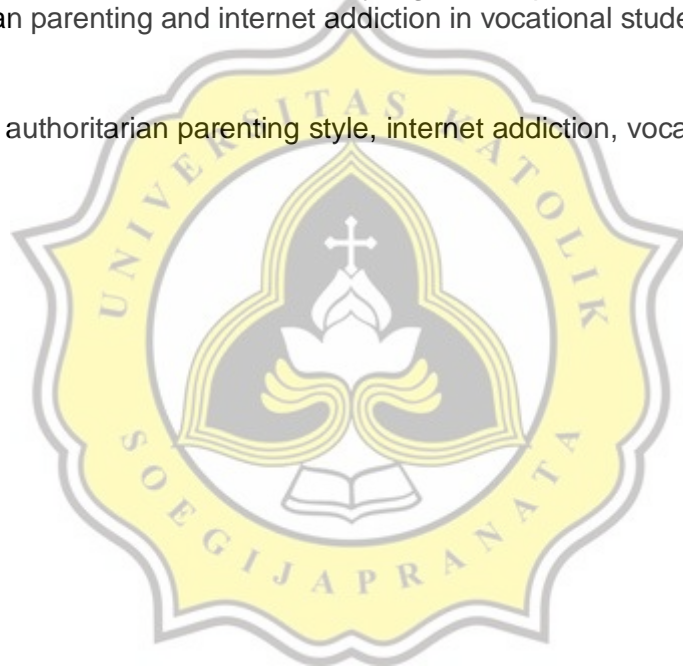 an parenting and internet addiction in vocational stude
authoritarian parenting style, internet addiction, voca
UNIVERSITAS KATOLIK
SOEGIJAPRANATA